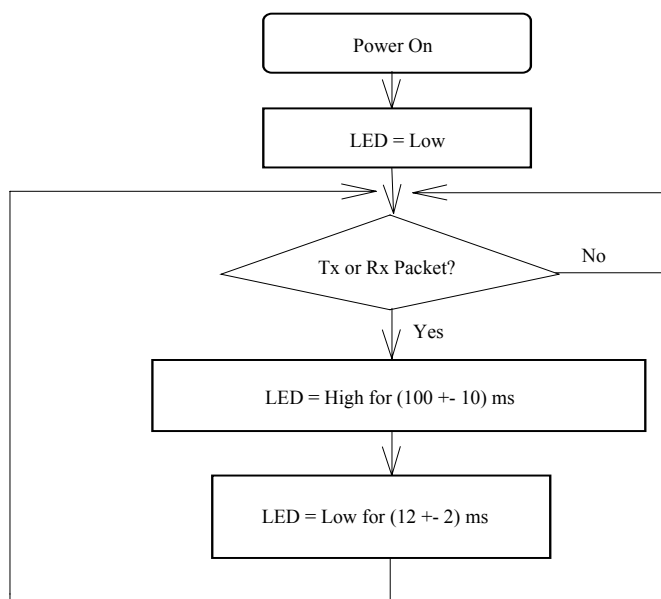 Power On
LED = Low
Tx or Rx Packet?
No
Yes
LED = High for (100 +- 10) ms
LED = Low for (12 +- 2) ms